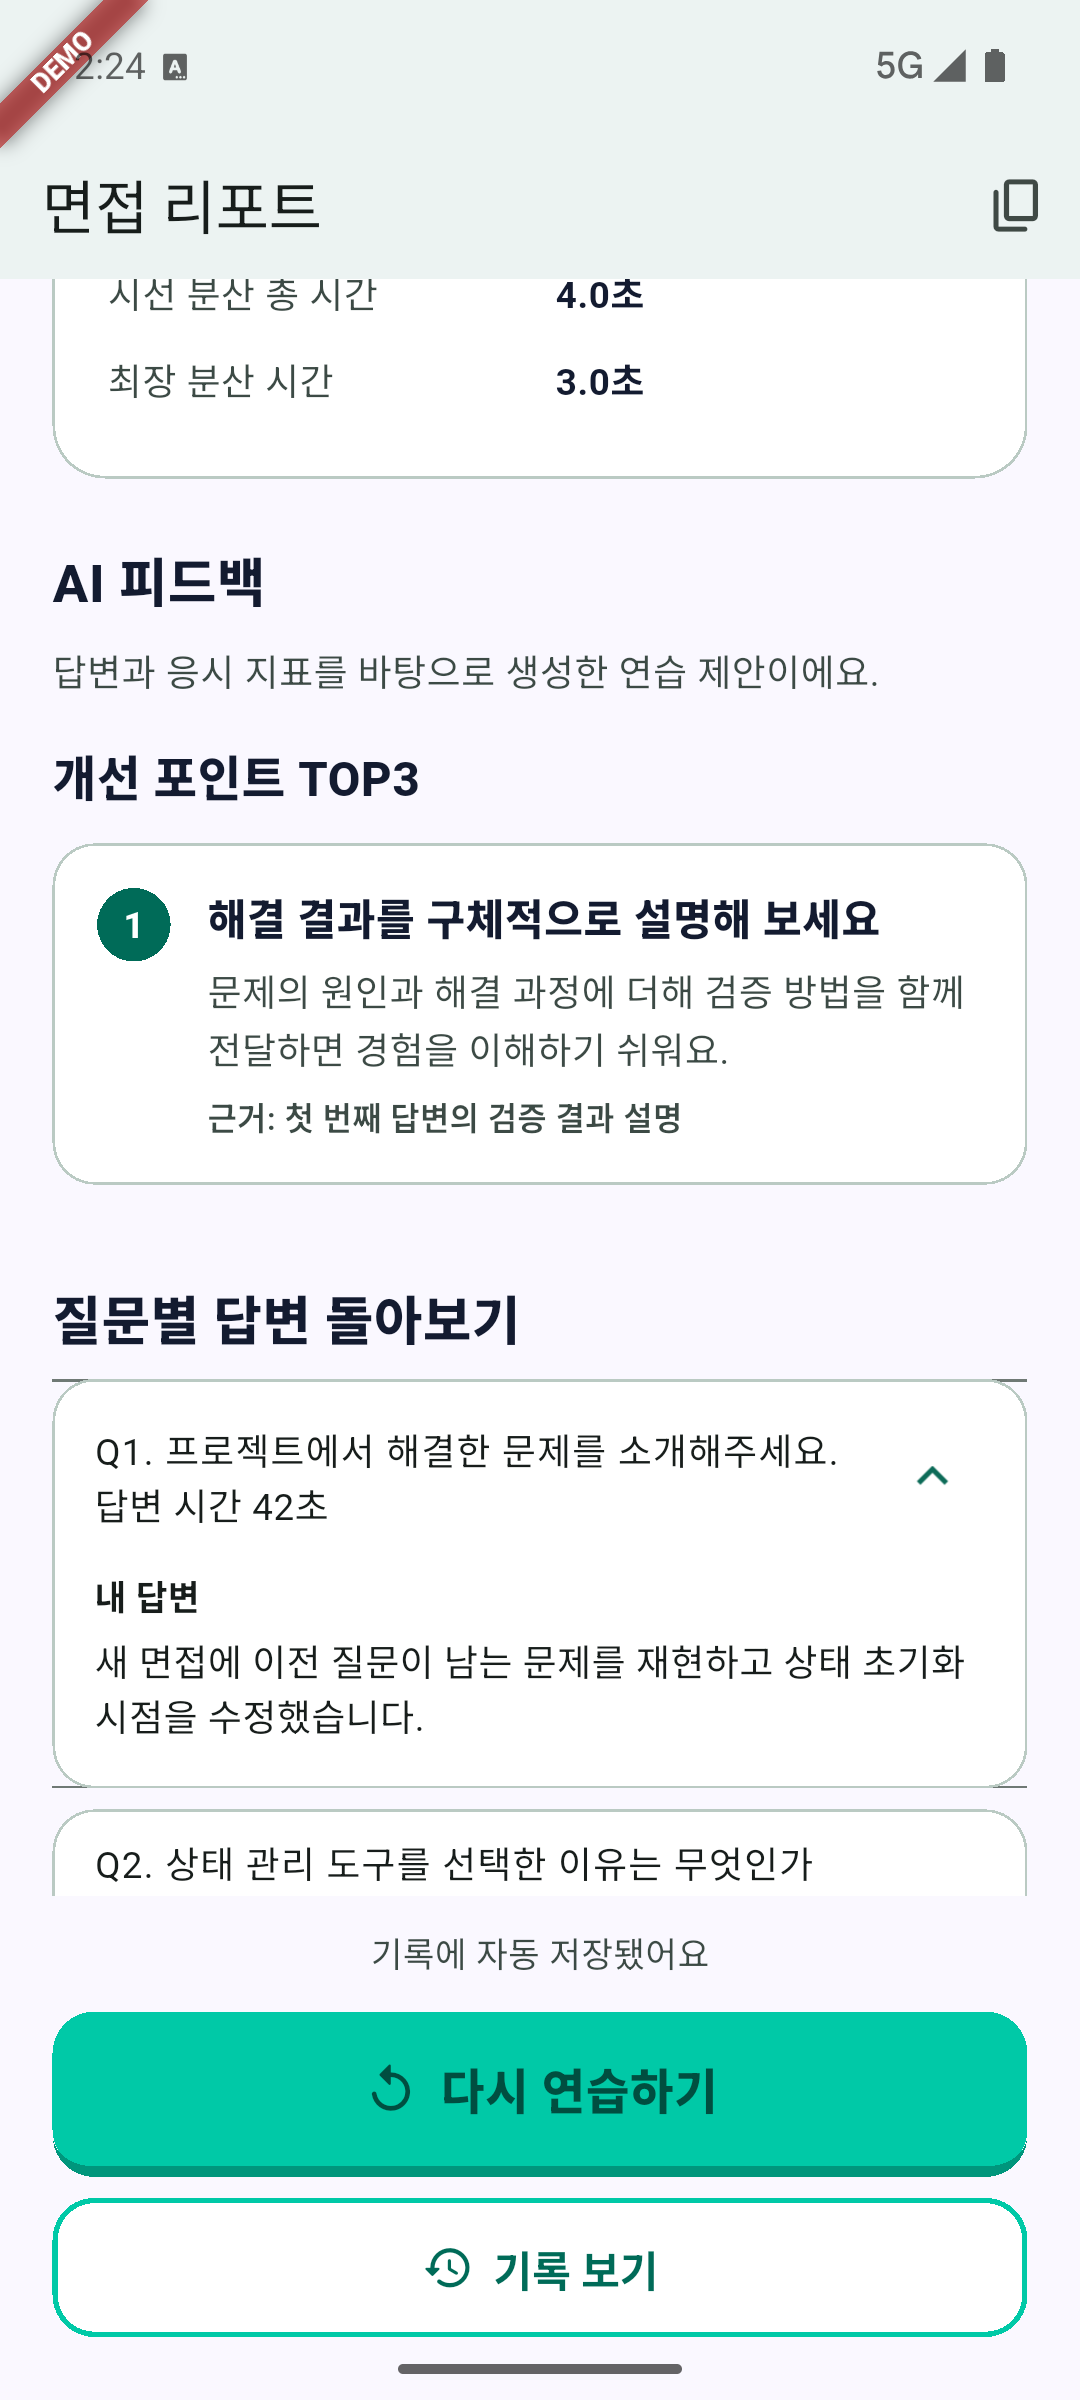 DEMO
2:24
5G
면접 리포트
시선 분산 총 시간 4.0초
최장 분산 시간 3.0초
AI 피드백
답변과 응시 지표를 바탕으로 생성한 연습 제안이에요.
개선 포인트 TOP3
1 해결 결과를 구체적으로 설명해 보세요
문제의 원인과 해결 과정에 더해 검증 방법을 함께
전달하면 경험을 이해하기 쉬워요.
근거: 첫 번째 답변의 검증 결과 설명
질문별 답변 돌아보기
Q1. 프로젝트에서 해결한 문제를 소개해주세요.
답변 시간 42초
내 답변
새 면접에 이전 질문이 남는 문제를 재현하고 상태 초기화
시점을 수정했습니다.
Q2. 상태 관리 도구를 선택한 이유는 무엇인가
기록에 자동 저장됐어요
다시 연습하기
기록 보기